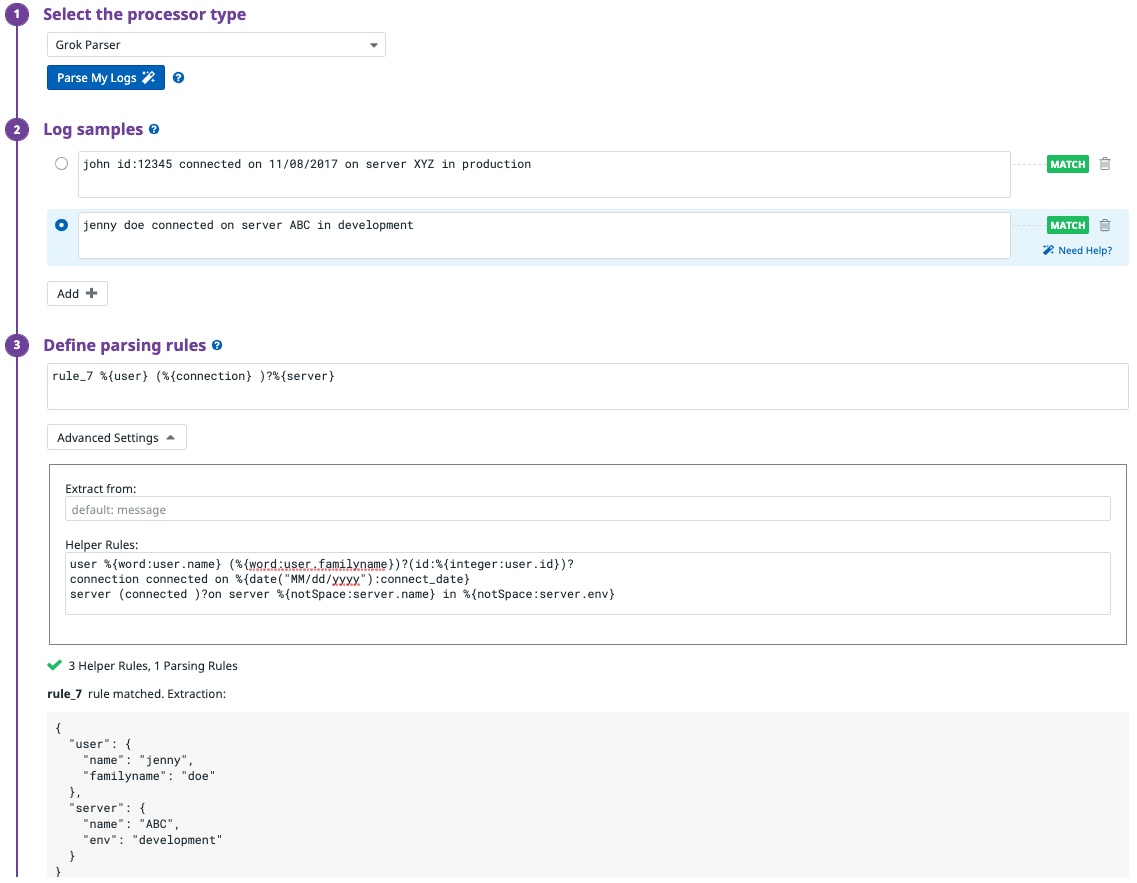 1 Select the processor type
Grok Parser
Parse My Logs ?
2 Log samples ?
john id:12345 connected on 11/08/2017 on server XYZ in production
MATCH
jenny doe connected on server ABC in development
MATCH
Need Help?
Add +
3 Define parsing rules ?
rule_7 %{user} (%{connection} )?%{server}
Advanced Settings
Extract from:
default: message
Helper Rules:
user %{word:user.name} (%{word:user.familyname})?(id:%{integer:user.id})?
connection connected on %{date("MM/dd/yyyy"):connect_date}
server (connected )?on server %{notSpace:server.name} in %{notSpace:server.env}
3 Helper Rules, 1 Parsing Rules
rule_7 rule matched. Extraction:
{
  "user": {
    "name": "jenny",
    "familyname": "doe"
  },
  "server": {
    "name": "ABC",
    "env": "development"
  }
}